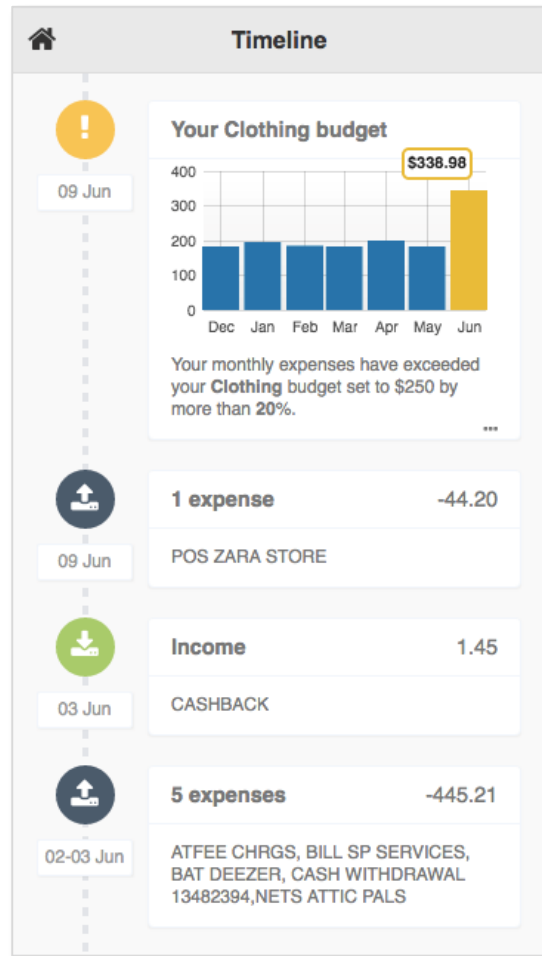 Timeline
Your Clothing budget
09 Jun
$338.98
400
300
200
100
0
Dec Jan Feb Mar Apr May Jun
Your monthly expenses have exceeded
your Clothing budget set to $250 by
more than 20%.
1 expense -44.20
09 Jun
POS ZARA STORE
Income 1.45
03 Jun
CASHBACK
5 expenses -445.21
02-03 Jun
ATFEE CHRGS, BILL SP SERVICES,
BAT DEEZER, CASH WITHDRAWAL
13482394,NETS ATTIC PALS